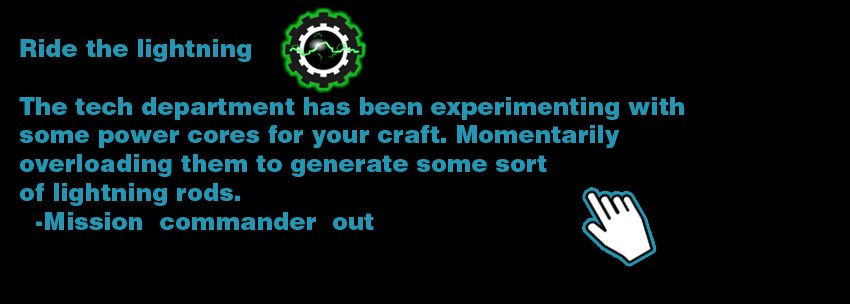 Ride the lightning
The tech department has been experimenting with
some power cores for your craft. Momentarily
overloading them to generate some sort
of lightning rods.
-Mission commander out